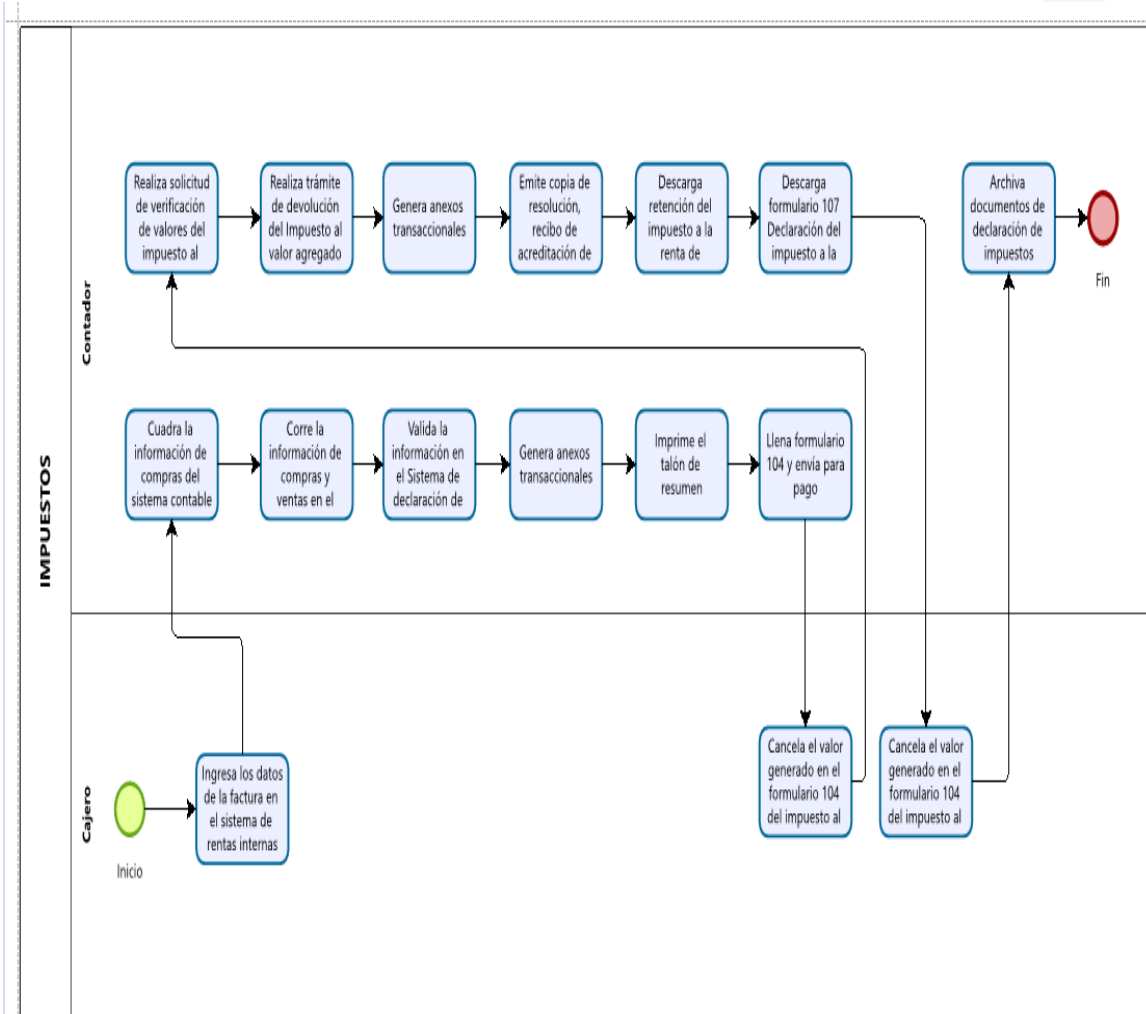 IMPUESTOS
Contador
Realiza solicitud
de verificación
de valores del
impuesto al
Realiza trámite
de devolución
del Impuesto al
valor agregado
Genera anexos
transaccionales
Emite copia de
resolución,
recibo de
acreditación de
Descarga
retención del
impuesto a la
renta de
Descarga
formulario 107
Declaración del
impuesto a la
Archiva
documentos de
declaración de
impuestos
Fin
Cuadra la
información de
compras del
sistema contable
Corre la
información de
compras y
ventas en el
Valida la
información en
el Sistema de
declaración de
Genera anexos
transaccionales
Imprime el
talón de
resumen
Llena formulario
104 y envía para
pago
Cajero
Inicio
Ingresa los datos
de la factura en
el sistema de
rentas internas
Cancela el valor
generado en el
formulario 104
del impuesto al
Cancela el valor
generado en el
formulario 104
del impuesto al